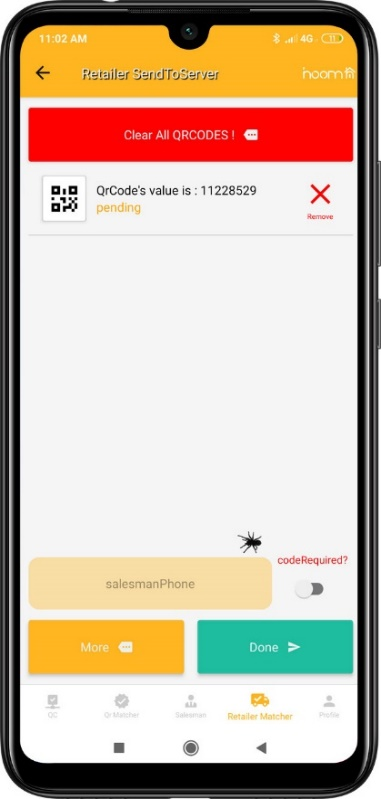 11:02 AM 4G 11
Retailer SendToServer hoom
Clear All QRCODES !
QrCode's value is : 11228529
pending
Remove
codeRequired?
salesmanPhone
More Done
QC Qr Matcher Salesman Retailer Matcher Profile